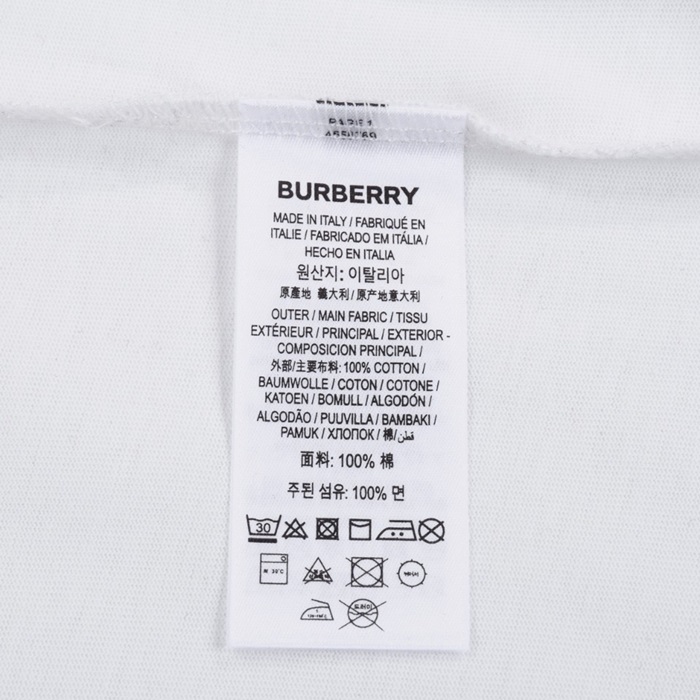 BURBERRY
MADE IN ITALY / FABRIQUÉ EN
ITALIE / FABRICADO EM ITÁLIA /
HECHO EN ITALIA
원산지: 이탈리아
原產地 義大利 / 原产地意大利
OUTER / MAIN FABRIC / TISSU
EXTÉRIEUR / PRINCIPAL / EXTERIOR -
COMPOSICION PRINCIPAL /
外部/主要布料: 100% COTTON /
BAUMWOLLE / COTON / COTONE /
KATOEN / BOMULL / ALGODÓN /
ALGODÃO / PUUVILLA / BAMBAKI /
PAMUK / ХЛОПОК / 棉/قطن
面料: 100% 棉
주된 섬유: 100% 면
30